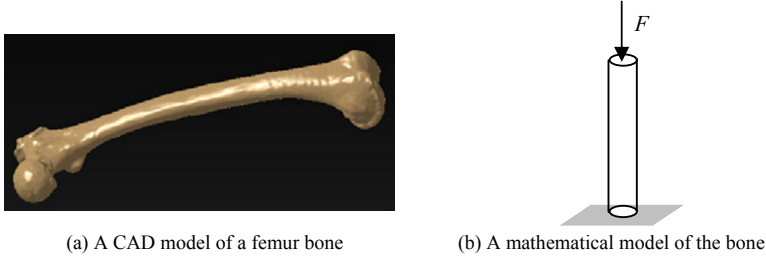 F
(a) A CAD model of a femur bone
(b) A mathematical model of the bone